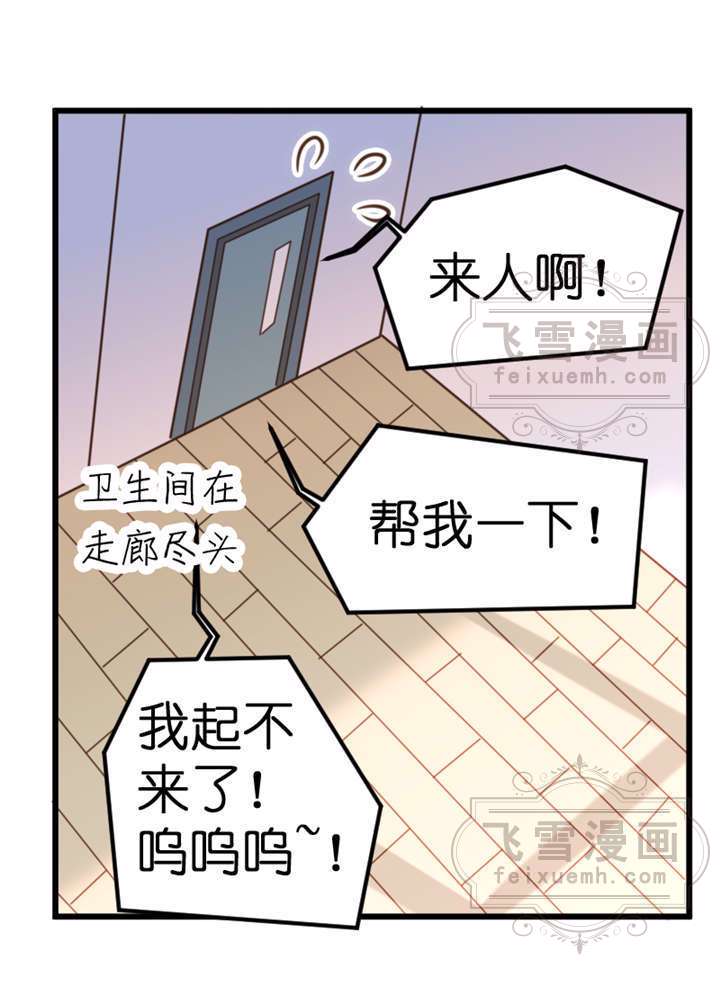 来人啊！
飞雪漫画
feixuemh.com
帮我一下！
卫生间在
走廊尽头
我起不
来了！
呜呜呜~！
飞雪漫画
feixuemh.com